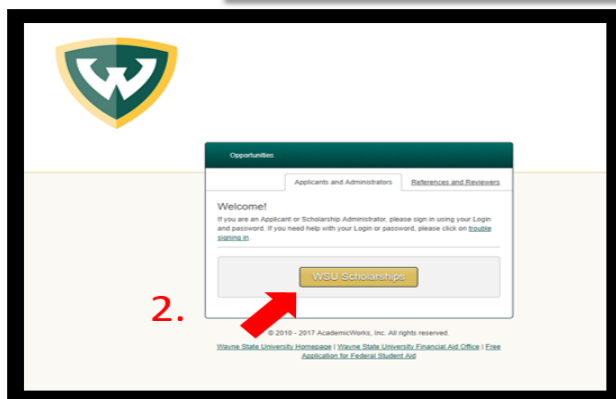 W
Opportunities
Applicants and Administrators References and Reviewers
Welcome!
If you are an Applicant or Scholarship Administrator, please sign in using your Login
and password. If you need help with your Login or password, please click on trouble
signing in.
WSU Scholarships
2.
© 2010 - 2017 AcademicWorks, Inc. All rights reserved.
Wayne State University Homepage | Wayne State University Financial Aid Office | Free
Application for Federal Student Aid